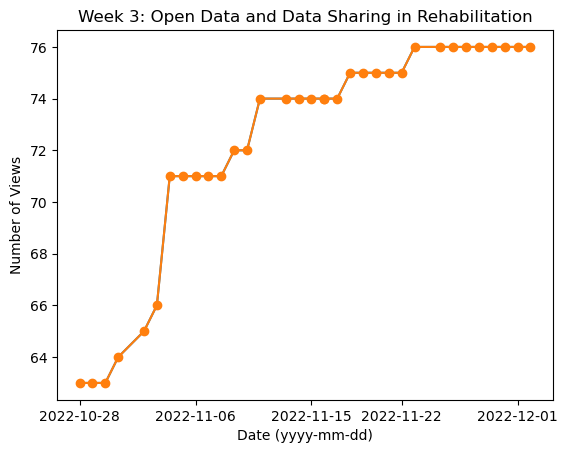 Week 3: Open Data and Data Sharing in Rehabilitation
Number of Views
76
74
72
70
68
66
64
2022-10-28 2022-11-06 2022-11-15 2022-11-22 2022-12-01
Date (yyyy-mm-dd)